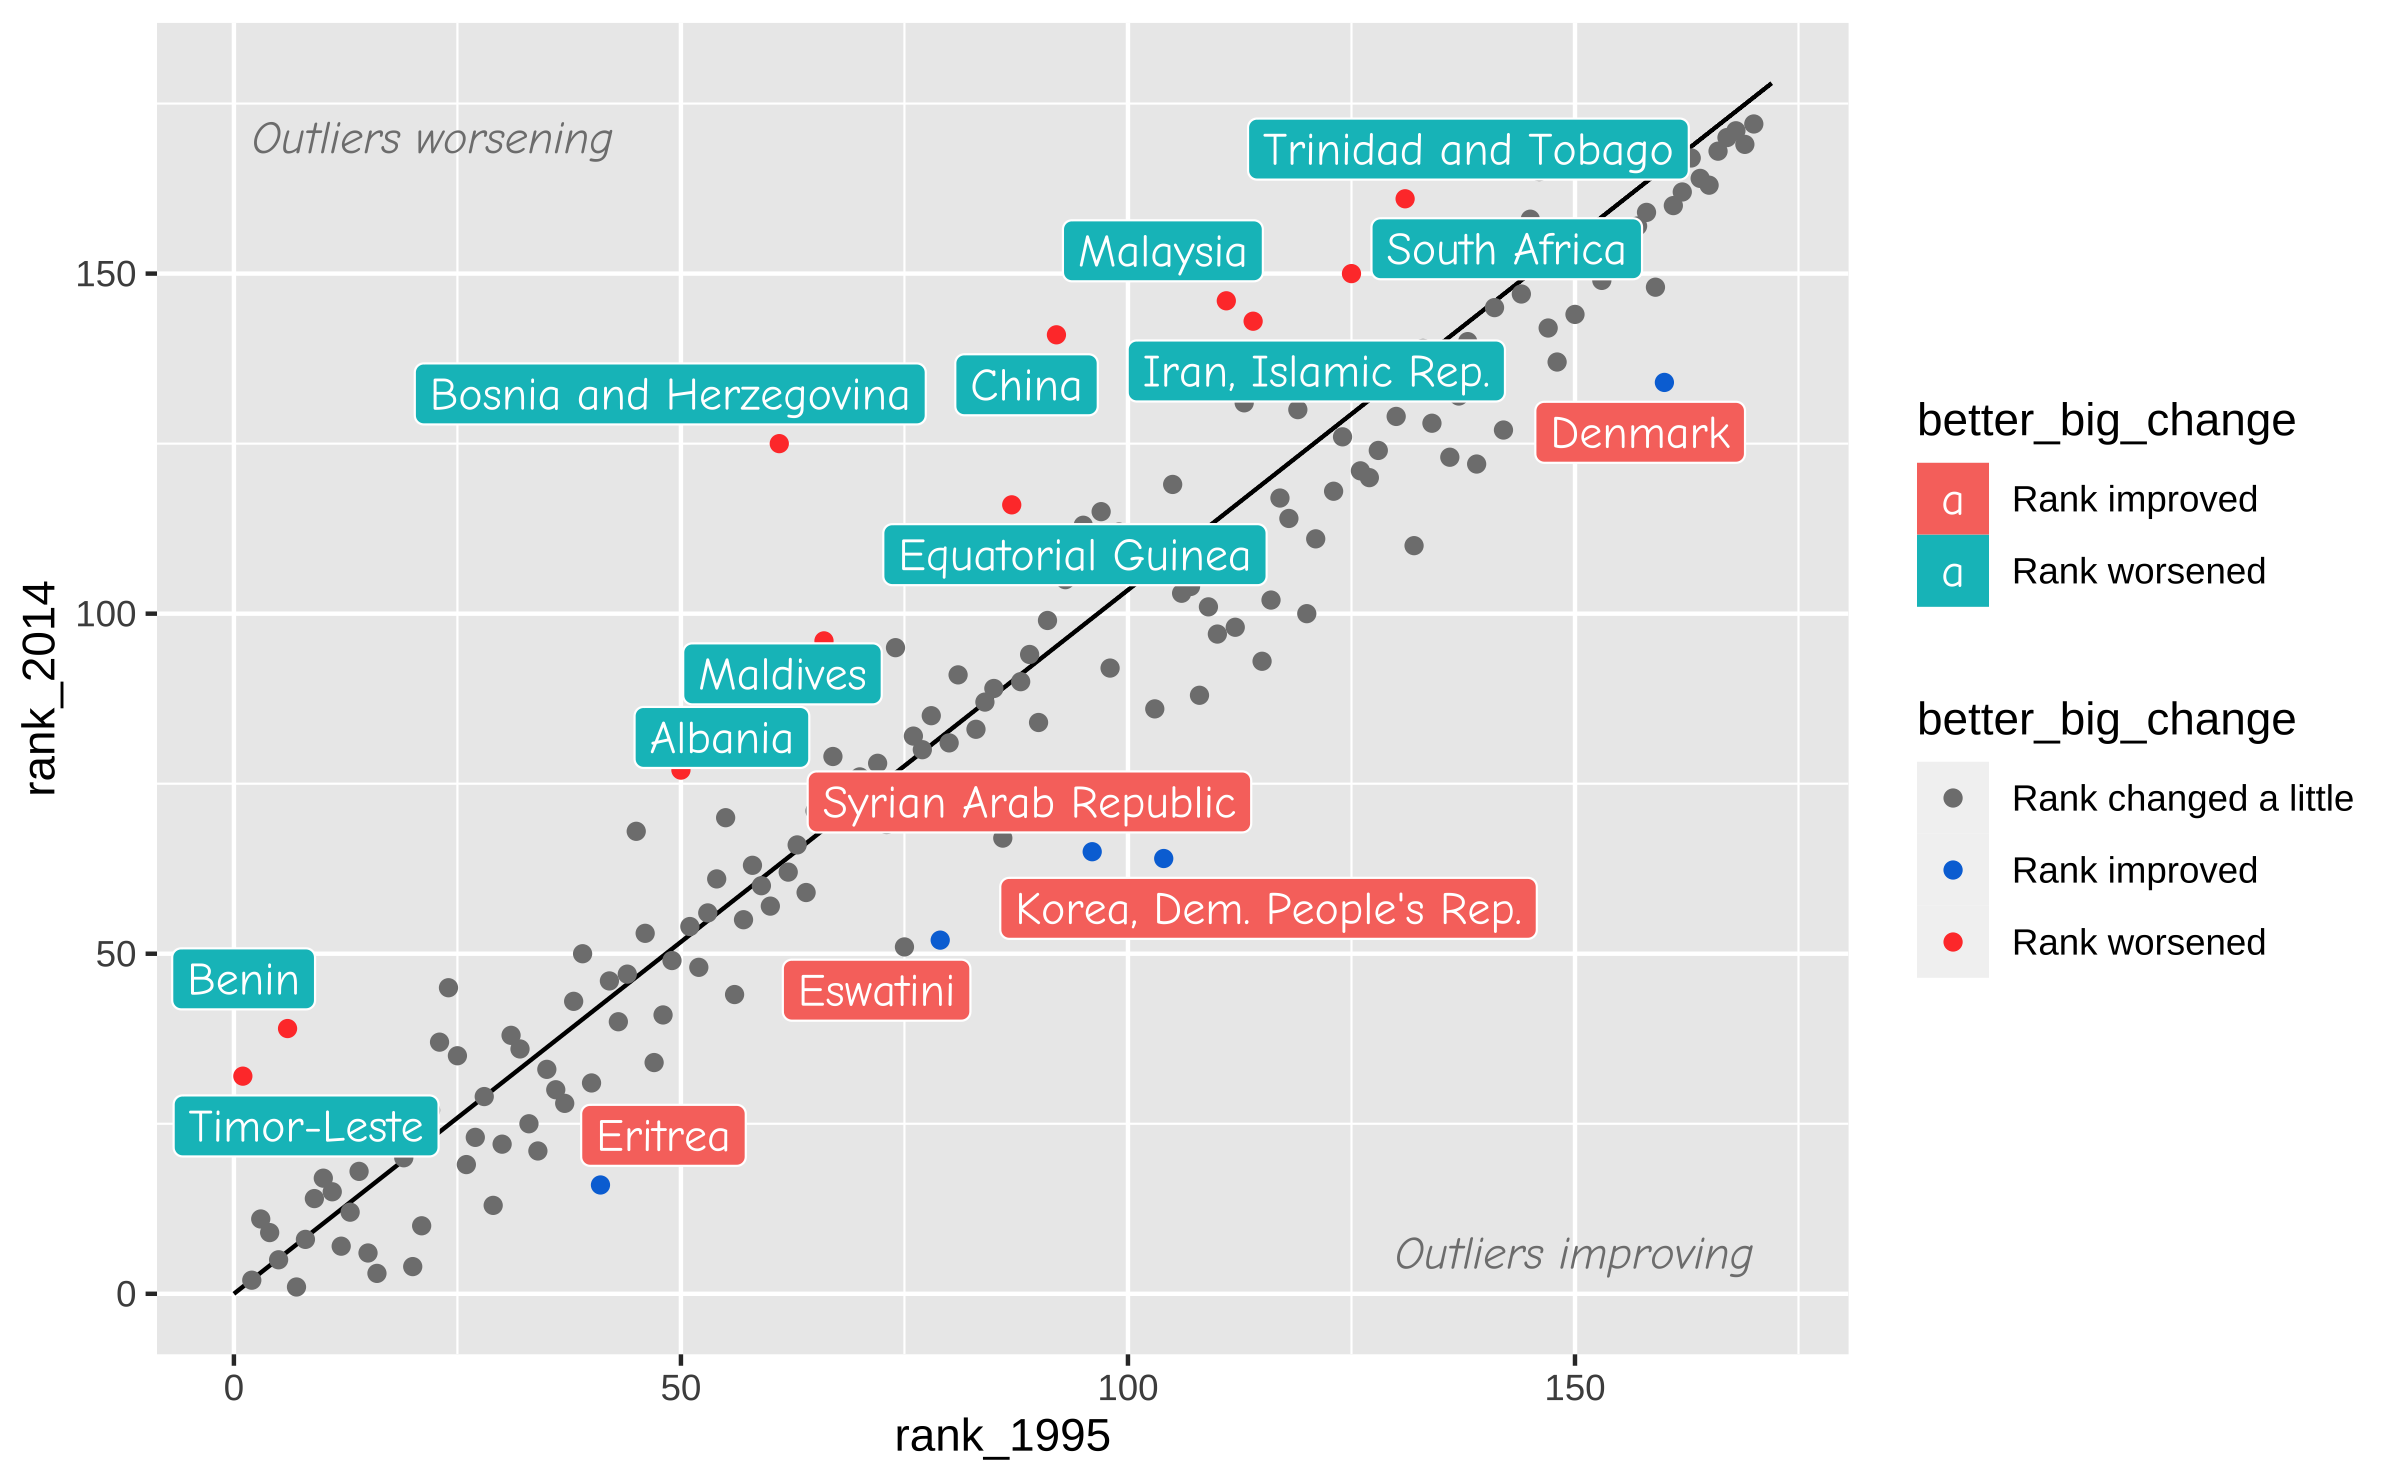 Outliers worsening
Trinidad and Tobago
Malaysia
South Africa
150
Bosnia and Herzegovina
China
Iran, Islamic Rep.
Denmark
Equatorial Guinea
100
Maldives
Albania
Syrian Arab Republic
Korea, Dem. People's Rep.
50
Benin
Eswatini
Timor-Leste
Eritrea
Outliers improving
0
0
50
100
150
rank_1995
rank_2014
better_big_change
a Rank improved
a Rank worsened
better_big_change
Rank changed a little
Rank improved
Rank worsened